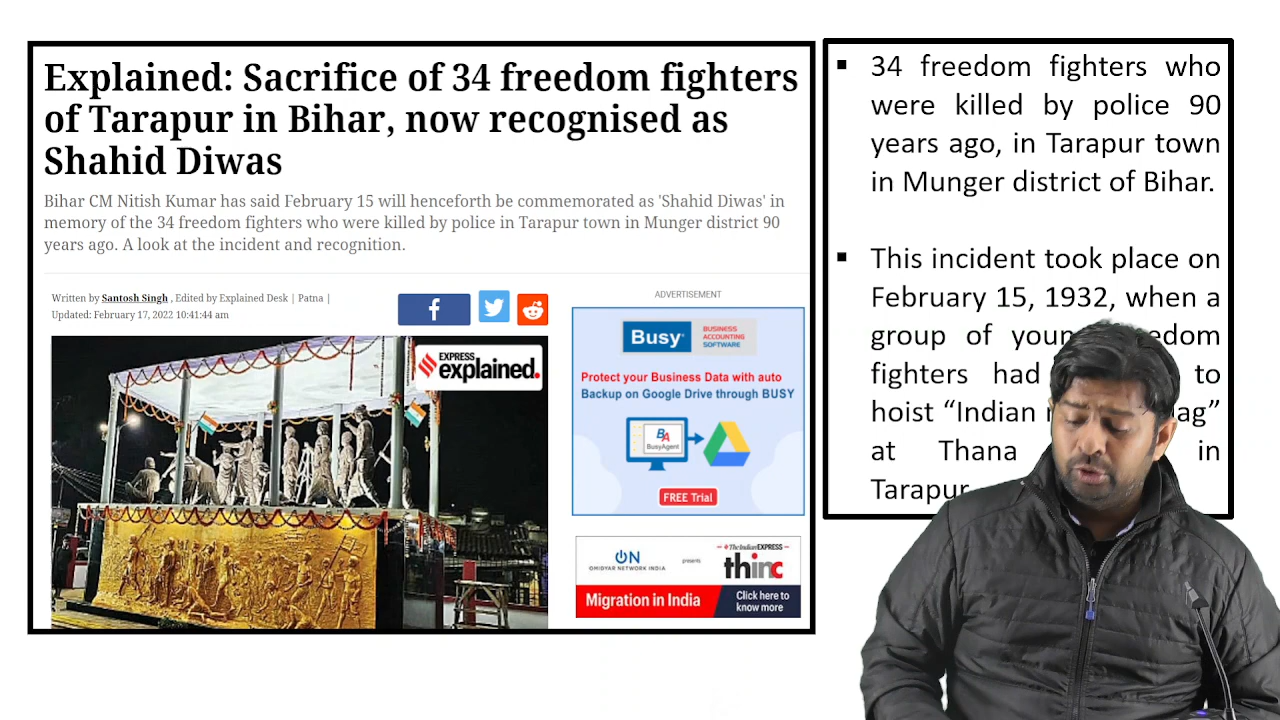 Explained: Sacrifice of 34 freedom fighters
of Tarapur in Bihar, now recognised as
Shahid Diwas
Bihar CM Nitish Kumar has said February 15 will henceforth be commemorated as 'Shahid Diwas' in
memory of the 34 freedom fighters who were killed by police in Tarapur town in Munger district 90
years ago. A look at the incident and recognition.
Written by Santosh Singh , Edited by Explained Desk | Patna |
Updated: February 17, 2022 10:41:44 am
f
EXPRESS
explained.
ADVERTISEMENT
Busy
BUSINESS
ACCOUNTING
SOFTWARE
Protect your Business Data with auto
Backup on Google Drive through BUSY
BA
BusyAgent
FREE Trial
ON
OMIDYAR NETWORK INDIA
presents
The Indian EXPRESS
thinc
Migration in India
Click here to
know more
▪ 34 freedom fighters who
were killed by police 90
years ago, in Tarapur town
in Munger district of Bihar.
▪ This incident took place on
February 15, 1932, when a
group of
fighters had to
hoist “Indian
at Thana in
Tarapur